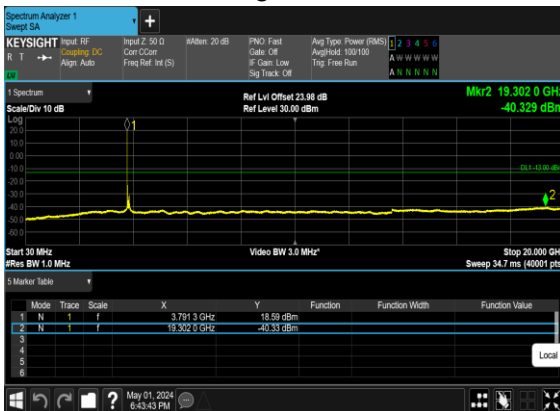 Spectrum Analyzer 1
Swept SA
+
KEYSIGHT Input: RF Input Z: 50 Ω #Atten: 20 dB PNO: Fast Avg Type: Power (RMS) 1 2 3 4 5 6
R T Coupling: DC Corr CCorr Gate: Off Avg|Hold: 100/100 A W W W W W
Align: Auto Freq Ref: Int (S) IF Gain: Low Trig: Free Run
Sig Track: Off A N N N N N
1 Spectrum Ref Lvl Offset 23.98 dB Mkr2 19.302 0 GHz
Scale/Div 10 dB Ref Level 30.00 dBm -40.329 dBm
Log
20.0
10.0
0.00
-10.0
-20.0
-30.0
-40.0
-50.0
-60.0
1
DL1 -13.00 dBm
2
Start 30 MHz Video BW 3.0 MHz* Stop 20.000 GHz
#Res BW 1.0 MHz Sweep 34.7 ms (40001 pts
5 Marker Table
Mode Trace Scale X Y Function Function Width Function Value
1 N 1 f 3.791 3 GHz 18.59 dBm
2 N 1 f 19.302 0 GHz -40.33 dBm
3
4
5
6
Local
? May 01, 2024
6:43:43 PM